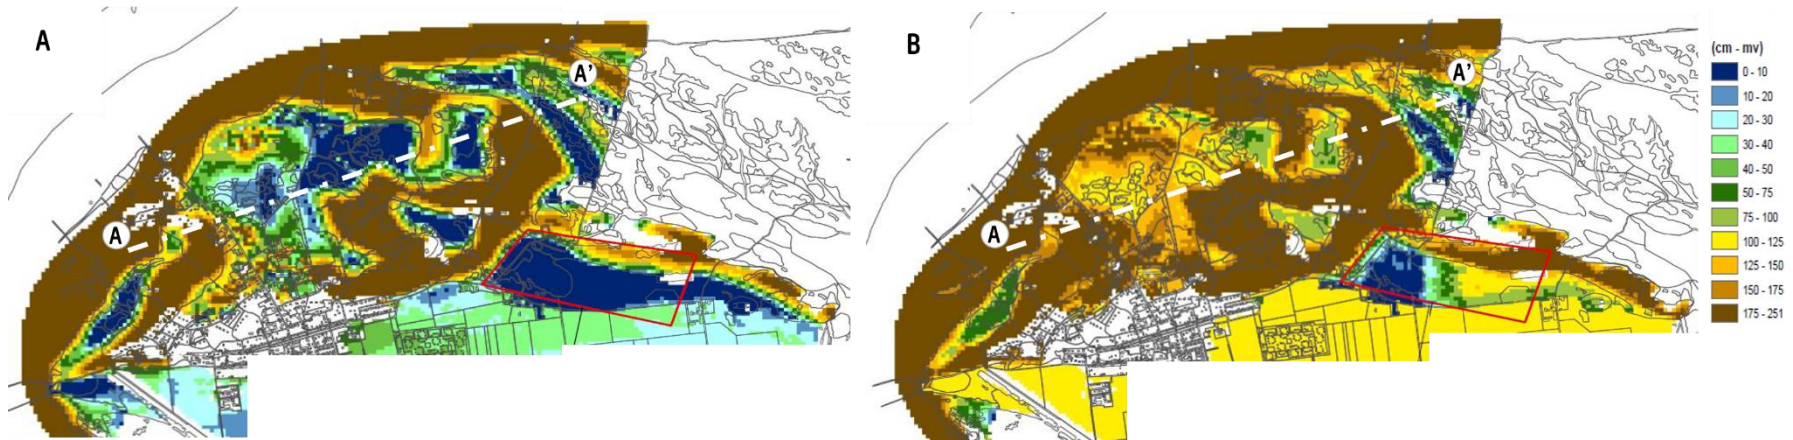 A
A
A'
B
A
A'
(cm - mv)
0 - 10
10 - 20
20 - 30
30 - 40
40 - 50
50 - 75
75 - 100
100 - 125
125 - 150
150 - 175
175 - 251